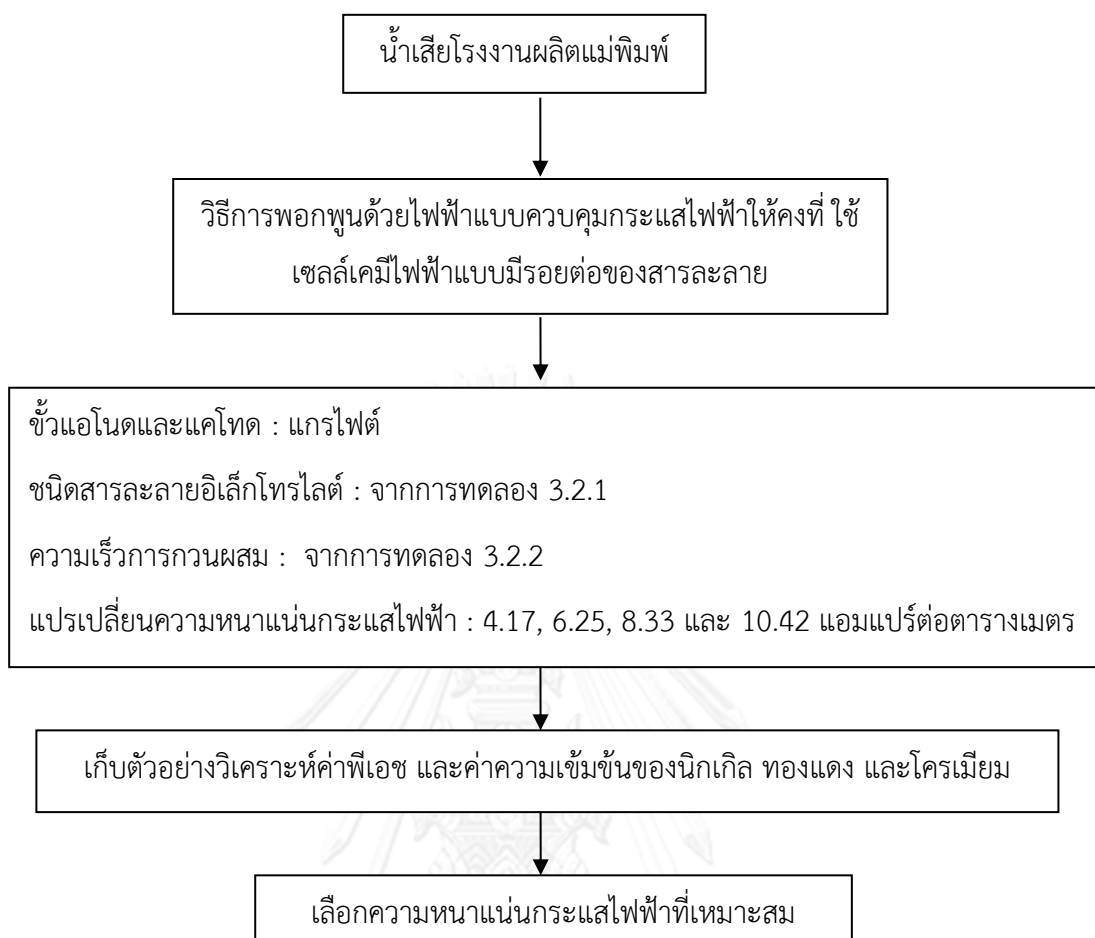 น้ำเสียโรงงานผลิตแม่พิมพ์
วิธีการพอกพูนด้วยไฟฟ้าแบบควบคุมกระแสไฟฟ้าให้คงที่ ใช้
เซลล์เคมีไฟฟ้าแบบมีรอยต่อของสารละลาย
ขั้วแอโนดและแคโทด : แกรไฟต์
ชนิดสารละลายอิเล็กโทรไลต์ : จากการทดลอง 3.2.1
ความเร็วการกวนผสม : จากการทดลอง 3.2.2
แปรเปลี่ยนความหนาแน่นกระแสไฟฟ้า : 4.17, 6.25, 8.33 และ 10.42 แอมแปร์ต่อตารางเมตร
เก็บตัวอย่างวิเคราะห์ค่าพีเอช และค่าความเข้มข้นของนิกเกิล ทองแดง และโครเมียม
เลือกความหนาแน่นกระแสไฟฟ้าที่เหมาะสม